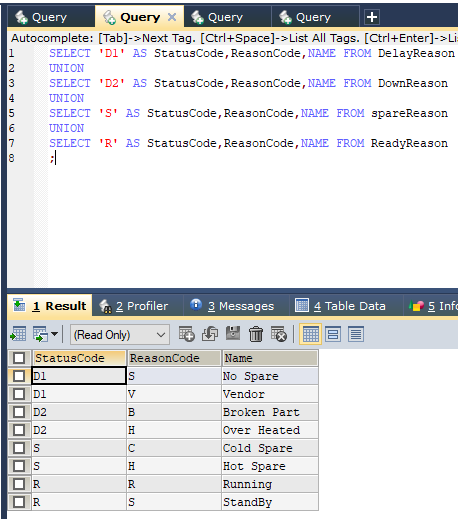 Query Query Query Query
Autocomplete: [Tab]->Next Tag. [Ctrl+Space]->List All Tags. [Ctrl+Enter]->Li
1 SELECT 'D1' AS StatusCode,ReasonCode,NAME FROM DelayReason
2 UNION
3 SELECT 'D2' AS StatusCode,ReasonCode,NAME FROM DownReason
4 UNION
5 SELECT 'S' AS StatusCode,ReasonCode,NAME FROM spareReason
6 UNION
7 SELECT 'R' AS StatusCode,ReasonCode,NAME FROM ReadyReason
8 ;
1 Result 2 Profiler 3 Messages 4 Table Data 5 Info
(Read Only)
StatusCode ReasonCode Name
D1 S No Spare
D1 V Vendor
D2 B Broken Part
D2 H Over Heated
S C Cold Spare
S H Hot Spare
R R Running
R S StandBy